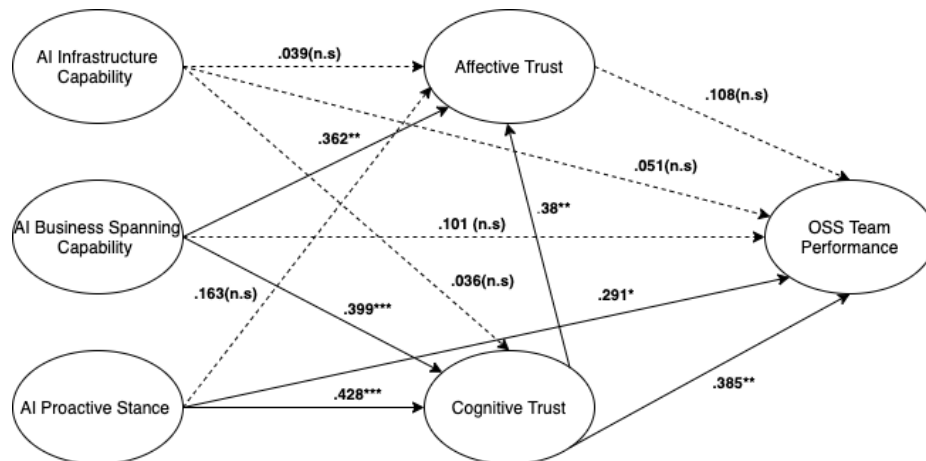 AI Infrastructure
Capability
.039(n.s)
Affective Trust
.108(n.s)
.362**
.051(n.s)
AI Business Spanning
Capability
.101 (n.s)
.38**
OSS Team
Performance
.163(n.s)
.036(n.s)
.291*
.399***
AI Proactive Stance
.428***
Cognitive Trust
.385**